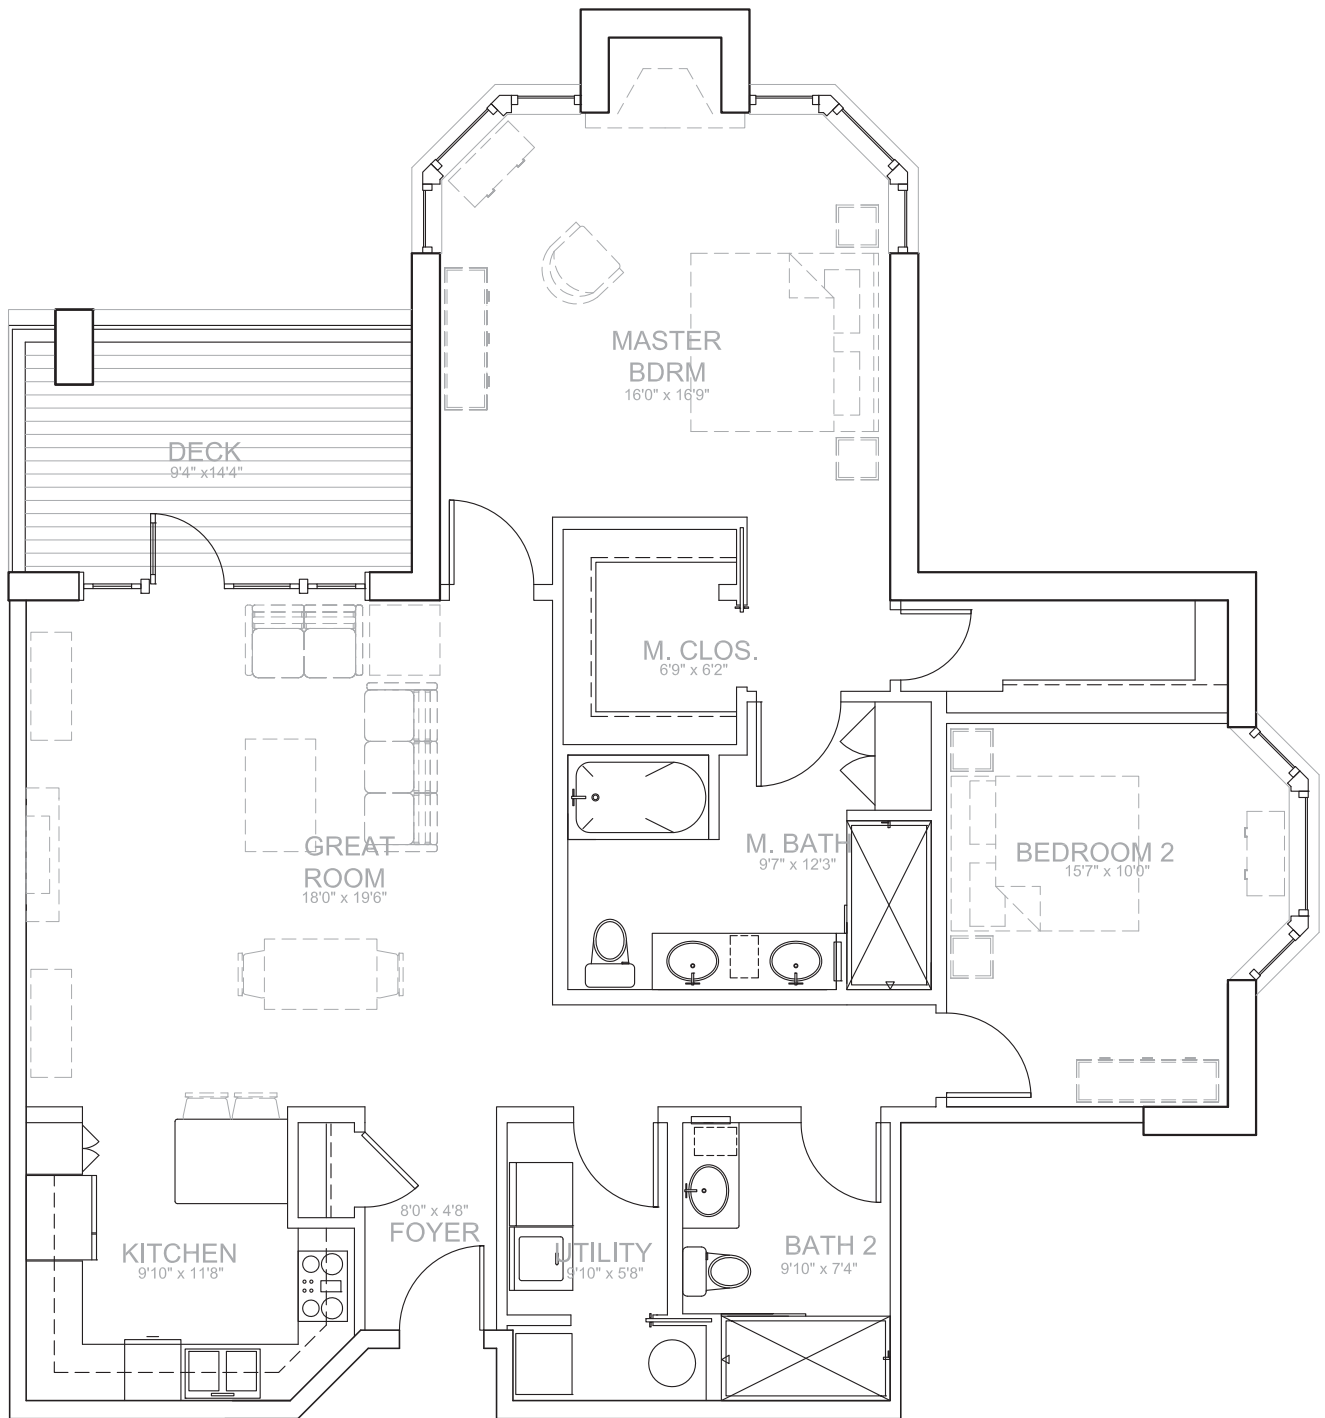 MASTER
BDRM
16'0" x 16'9"
DECK
9'4" x14'4"
M. CLOS.
6'9" x 6'2"
GREAT
ROOM
18'0" x 19'6"
M. BATH
9'7" x 12'3"
BEDROOM 2
15'7" x 10'0"
8'0" x 4'8"
FOYER
KITCHEN
9'10" x 11'8"
UTILITY
9'10" x 5'8"
BATH 2
9'10" x 7'4"